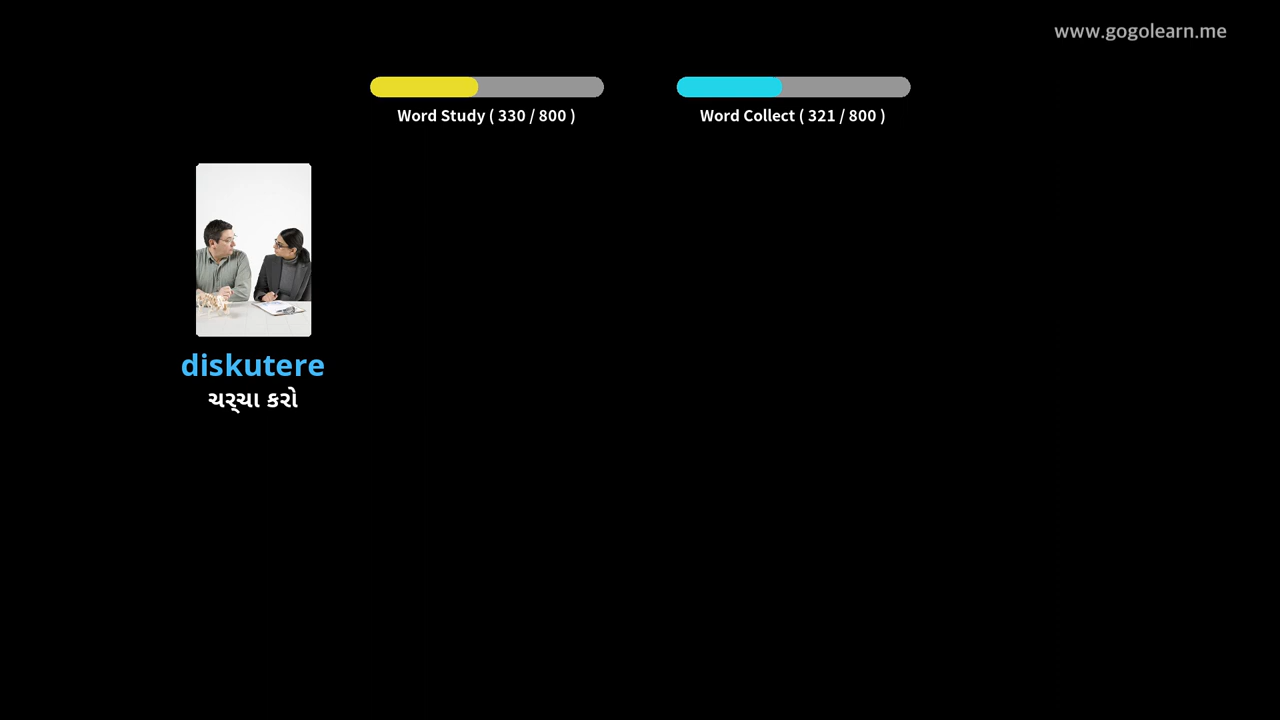 www.gogolearn.me
Word Study ( 330 / 800 )
Word Collect ( 321 / 800 )
diskutere
ચર્ચા કરો